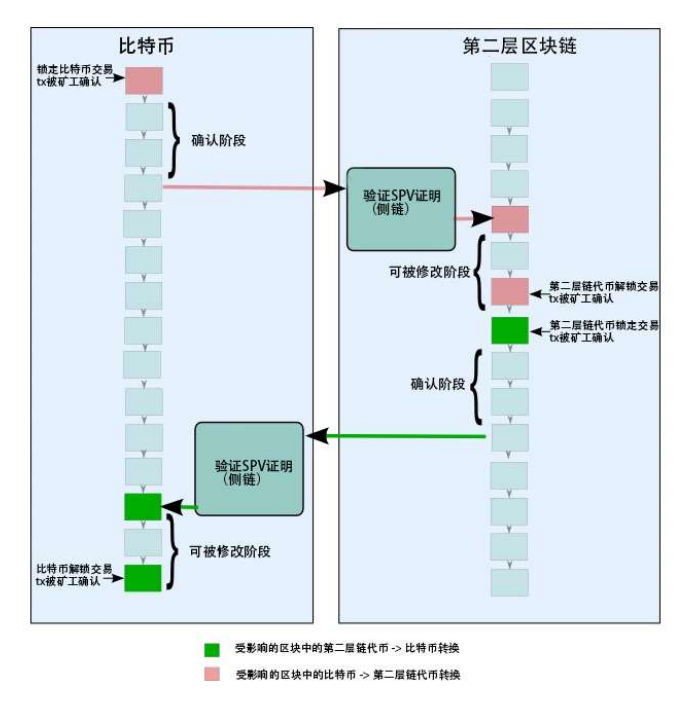 比特币
第二层区块链
锁定比特币交易
tx被矿工确认
确认阶段
验证SPV证明
（侧链）
可被修改阶段
第二层链代币解锁交易
tx被矿工确认
第二层链代币锁定交易
tx被矿工确认
确认阶段
验证SPV证明
（侧链）
可被修改阶段
比特币解锁交易
tx被矿工确认
受影响的区块中的第二层链代币 -> 比特币转换
受影响的区块中的比特币 -> 第二层链代币转换